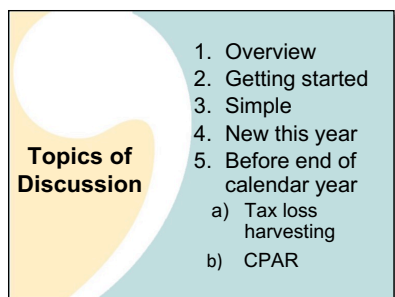 Topics of
Discussion
1. Overview
2. Getting started
3. Simple
4. New this year
5. Before end of
calendar year
a) Tax loss
harvesting
b) CPAR